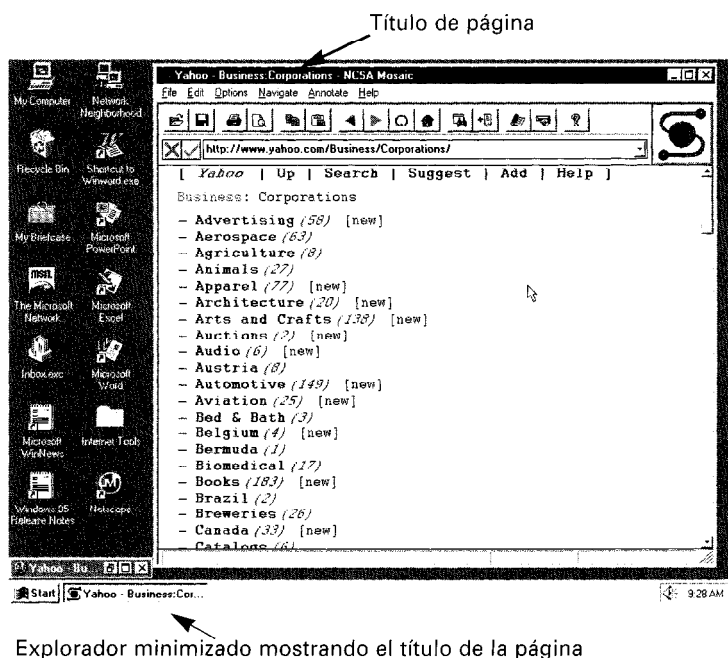 Título de página
Yahoo - Business:Corporations - NCSA Mosaic
File Edit Options Navigate Annotate Help
http://www.yahoo.com/Business/Corporations/
[ Yahoo | Up | Search | Suggest | Add | Help ]
Business: Corporations
– Advertising (58) [new]
– Aerospace (63)
– Agriculture (8)
– Animals (27)
– Apparel (77) [new]
– Architecture (20) [new]
– Arts and Crafts (138) [new]
– Auctions (2) [new]
– Audio (6) [new]
– Austria (8)
– Automotive (149) [new]
– Aviation (25) [new]
– Bed & Bath (3)
– Belgium (4) [new]
– Bermuda (1)
– Biomedical (17)
– Books (183) [new]
– Brazil (2)
– Breweries (26)
– Canada (33) [new]
– Catalogs (6)
My Computer
Network Neighborhood
Recycle Bin
Shortcut to Winword.exe
My Briefcase
Microsoft PowerPoint
msn.
The Microsoft Network
Microsoft Excel
Inbox.exe
Microsoft Word
Microsoft WinNews
Internet Tools
Windows 95 Release Notes
Netscape
Yahoo - Bu...
Start
Yahoo - Business:Cor...
9:28 AM
Explorador minimizado mostrando el título de la página